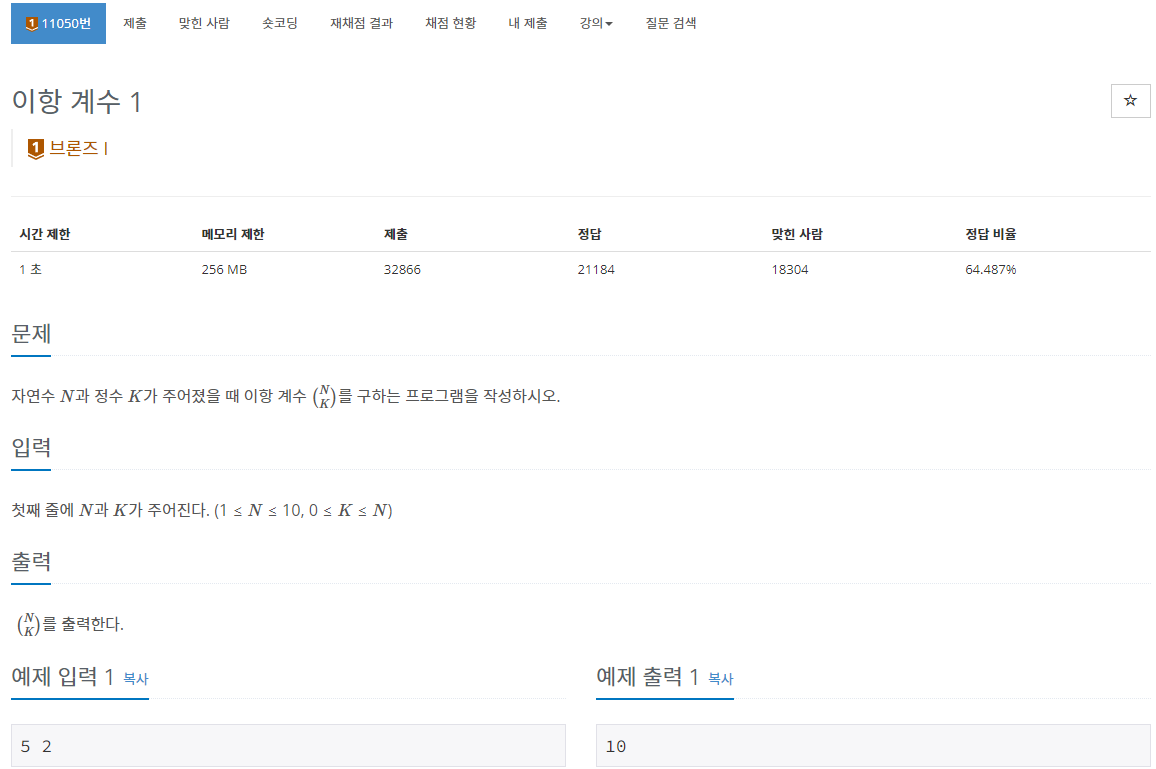 1 11050번 제출 맞힌 사람 숏코딩 재채점 결과 채점 현황 내 제출 강의 질문 검색
이항 계수 1
☆
1 브론즈 I
시간 제한 메모리 제한 제출 정답 맞힌 사람 정답 비율
1 초 256 MB 32866 21184 18304 64.487%
문제
자연수 N과 정수 K가 주어졌을 때 이항 계수 (N K)를 구하는 프로그램을 작성하시오.
입력
첫째 줄에 N과 K가 주어진다. (1 ≤ N ≤ 10, 0 ≤ K ≤ N)
출력
(N K)를 출력한다.
예제 입력 1 복사 예제 출력 1 복사
5 2 10